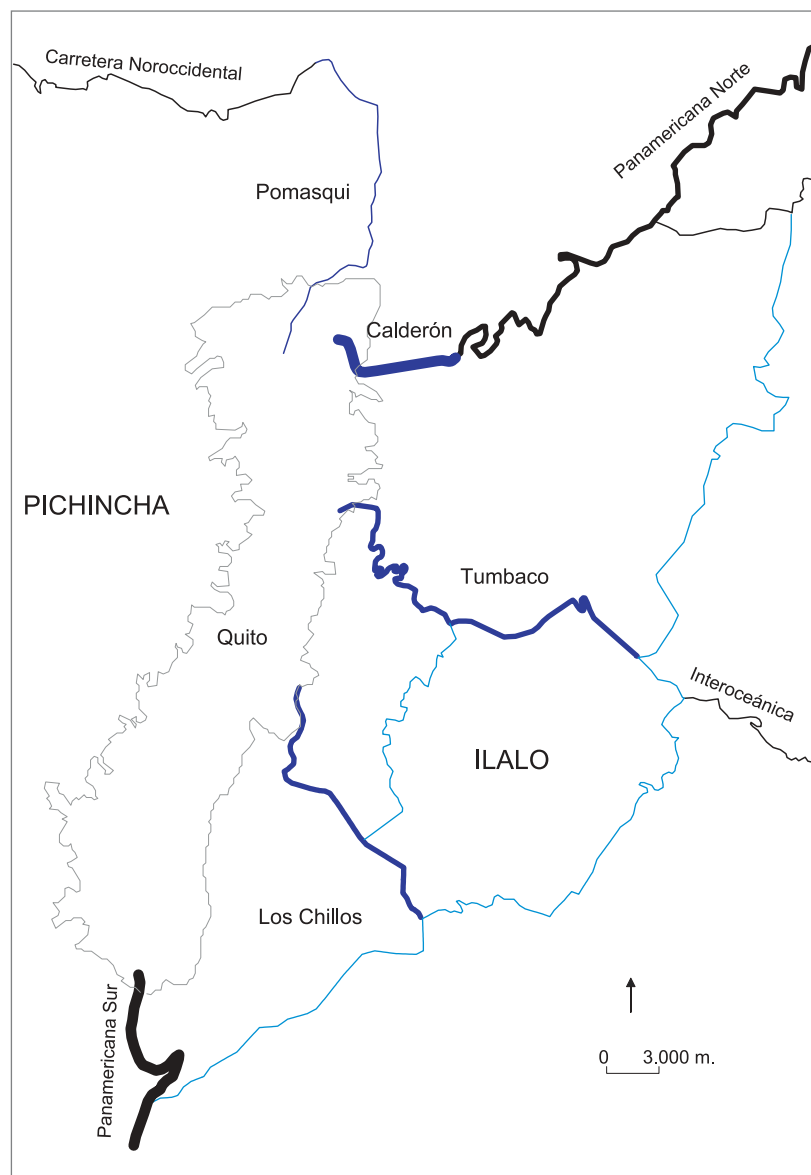 Carretera Noroccidental
Panamericana Norte
Pomasqui
Calderón
PICHINCHA
Tumbaco
Quito
Interoceánica
ILALO
Los Chillos
Panamericana Sur
0 3.000 m.